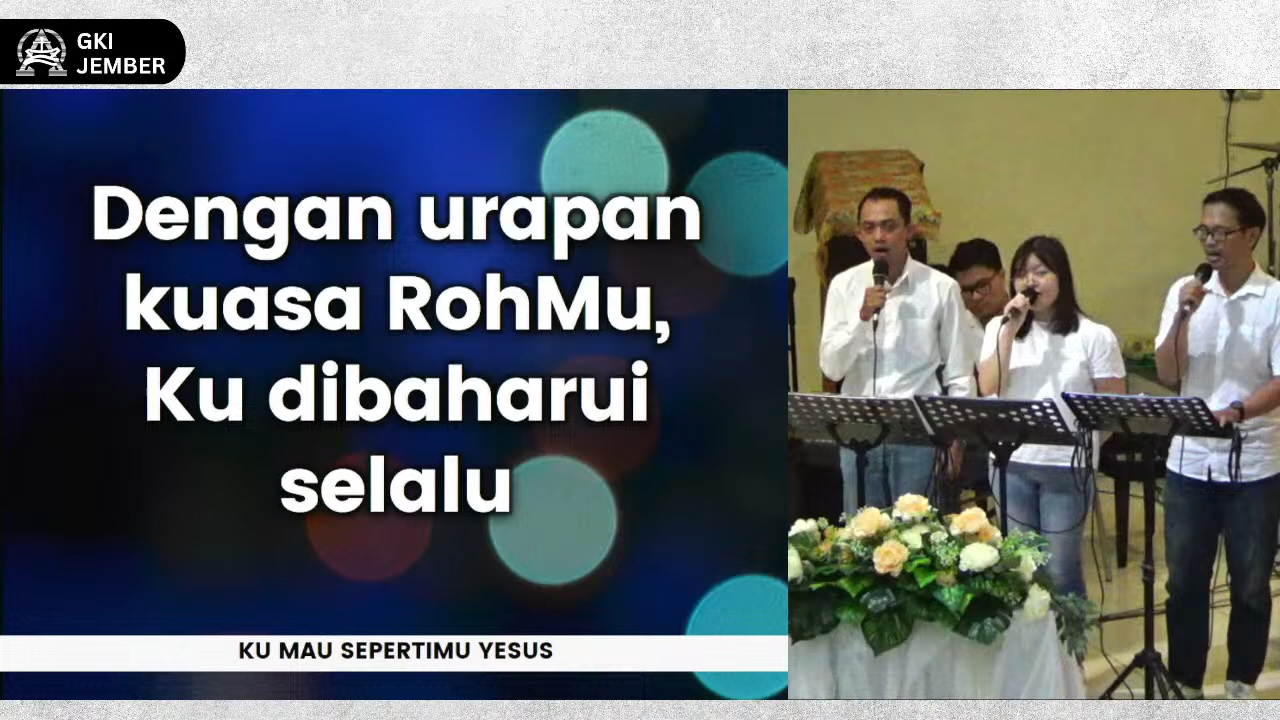 GKI
JEMBER
Dengan urapan
kuasa RohMu,
Ku dibaharui
selalu
KU MAU SEPERTIMU YESUS